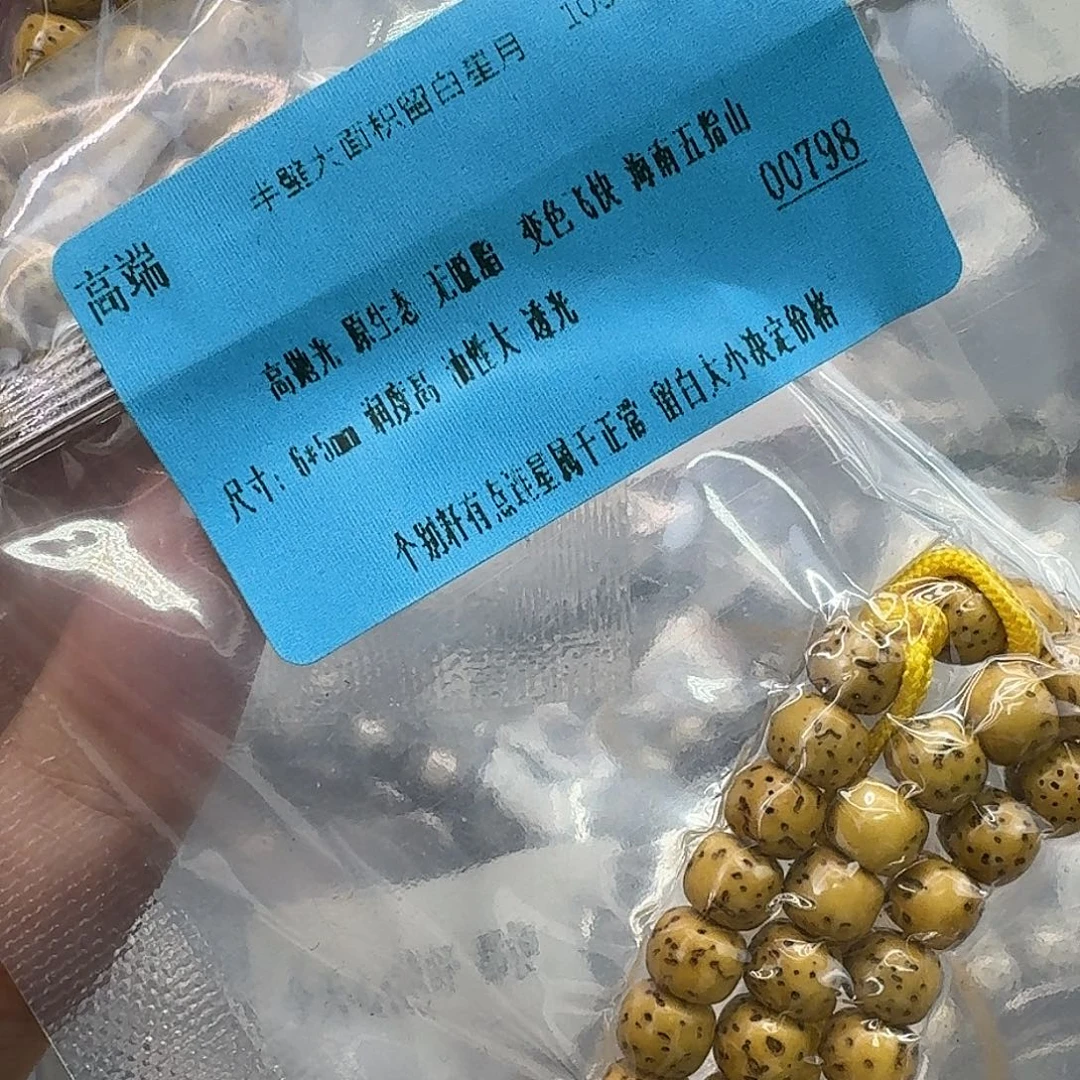 半壁大面积留白星月
高端
高抛光 原生态 无脱脂 变色飞快 海南五指山
00798
尺寸：6*5mm 润度高 油性大 透光
个别籽有点跳星属于正常 留白大小决定价格